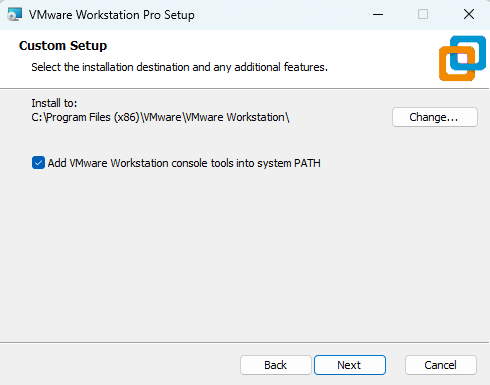 VMware Workstation Pro Setup
Custom Setup
Select the installation destination and any additional features.
Install to:
C:\Program Files (x86)\VMware\VMware Workstation\
Change...
Add VMware Workstation console tools into system PATH
Back
Next
Cancel